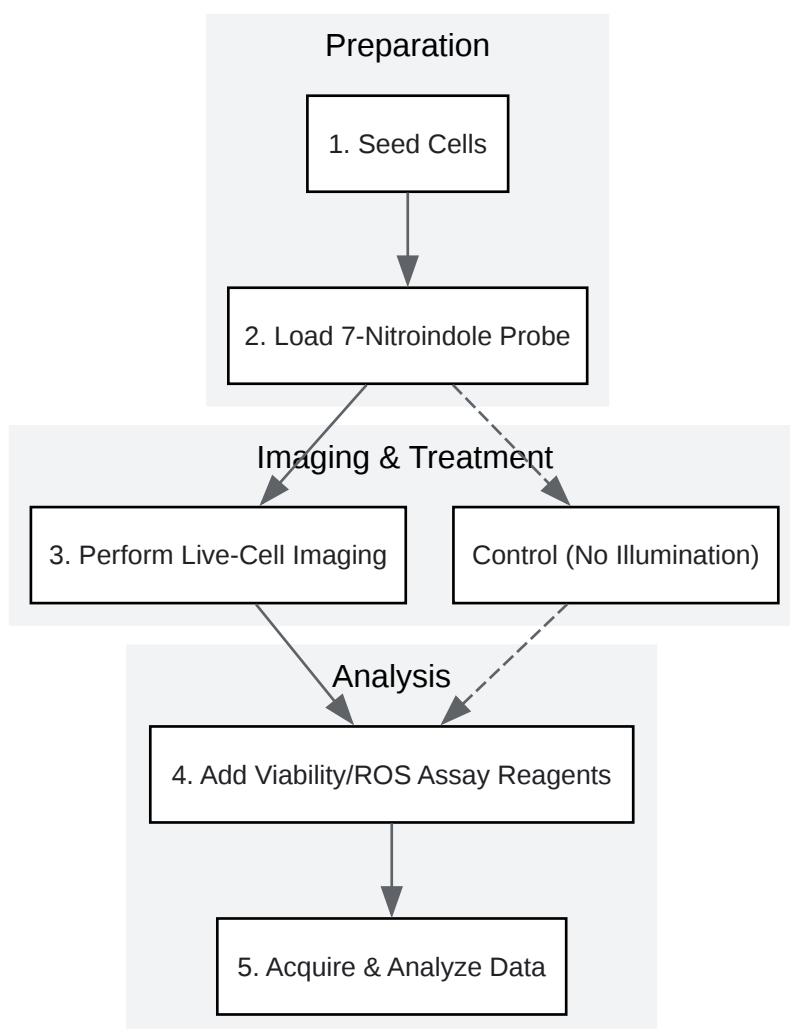 Preparation
1. Seed Cells
2. Load 7-Nitroindole Probe
Imaging & Treatment
3. Perform Live-Cell Imaging
Control (No Illumination)
Analysis
4. Add Viability/ROS Assay Reagents
5. Acquire & Analyze Data